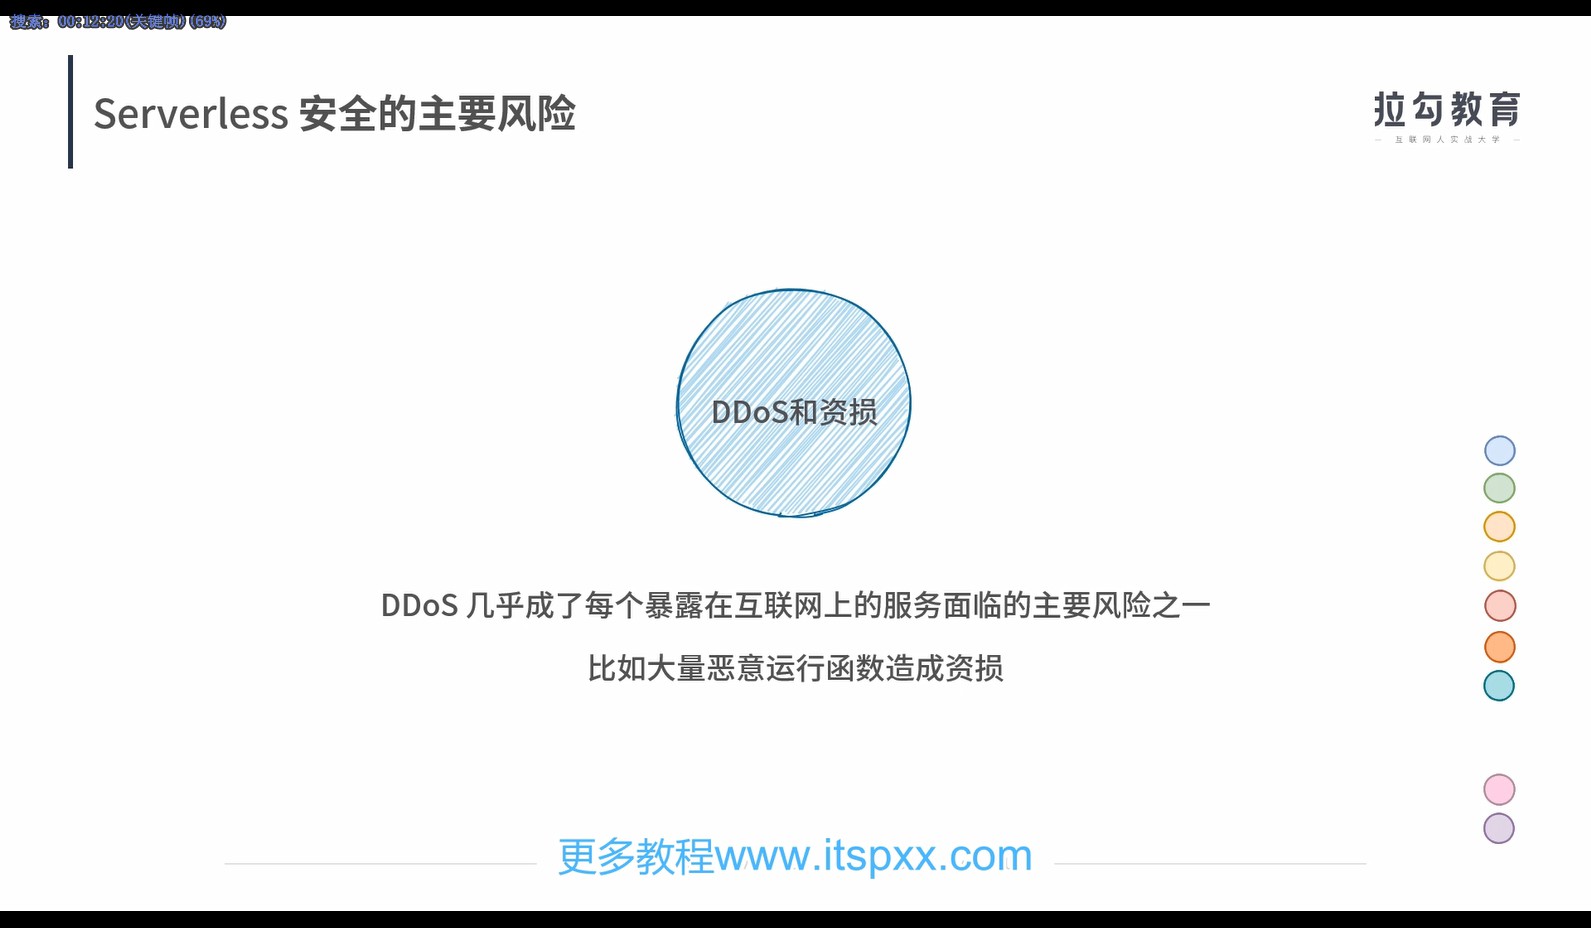 搜索: 00:12:20(关键帧)(69%)
Serverless 安全的主要风险
拉勾教育
— 互联网人实战大学 —
DDoS和资损
DDoS 几乎成了每个暴露在互联网上的服务面临的主要风险之一
比如大量恶意运行函数造成资损
更多教程www.itspxx.com